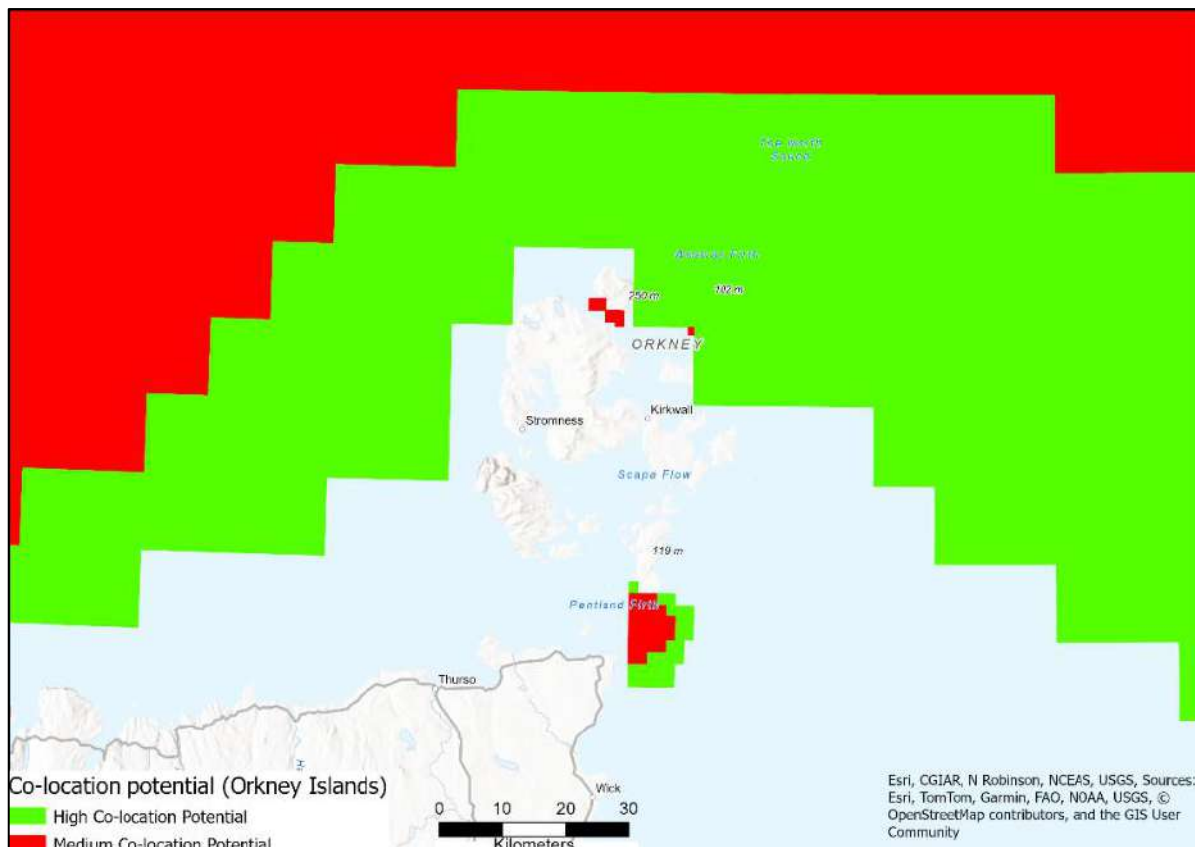 The North
Sound
250 m
102 m
ORKNEY
Stromness
Kirkwall
Scapa Flow
119 m
Pentland Firth
Thurso
Wick
Co-location potential (Orkney Islands)
High Co-location Potential
Medium Co-location Potential
0 10 20 30
Kilometers
Esri, CGIAR, N Robinson, NCEAS, USGS, Sources:
Esri, TomTom, Garmin, FAO, NOAA, USGS, ©
OpenStreetMap contributors, and the GIS User
Community